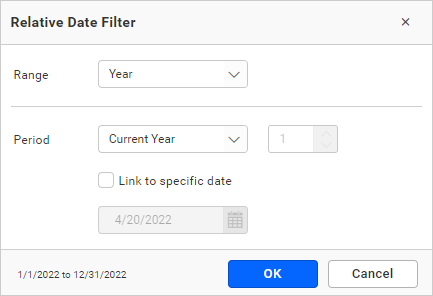 Relative Date Filter
Range
Year
Period
Current Year
1
Link to specific date
4/20/2022
1/1/2022 to 12/31/2022
OK
Cancel